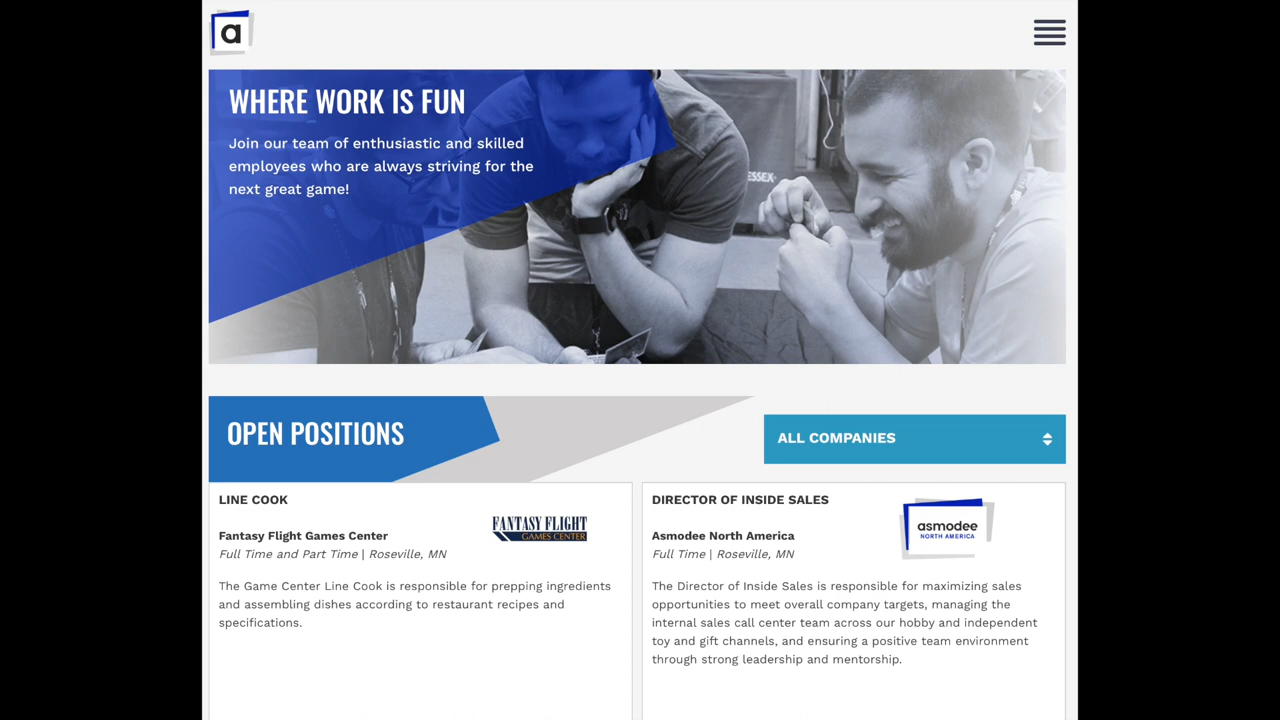 a
WHERE WORK IS FUN
Join our team of enthusiastic and skilled
employees who are always striving for the
next great game!
ESSEX
OPEN POSITIONS
ALL COMPANIES
LINE COOK
Fantasy Flight Games Center
Full Time and Part Time | Roseville, MN
FANTASY FLIGHT
GAMES CENTER
The Game Center Line Cook is responsible for prepping ingredients
and assembling dishes according to restaurant recipes and
specifications.
DIRECTOR OF INSIDE SALES
Asmodee North America
Full Time | Roseville, MN
asmodee
NORTH AMERICA
The Director of Inside Sales is responsible for maximizing sales
opportunities to meet overall company targets, managing the
internal sales call center team across our hobby and independent
toy and gift channels, and ensuring a positive team environment
through strong leadership and mentorship.